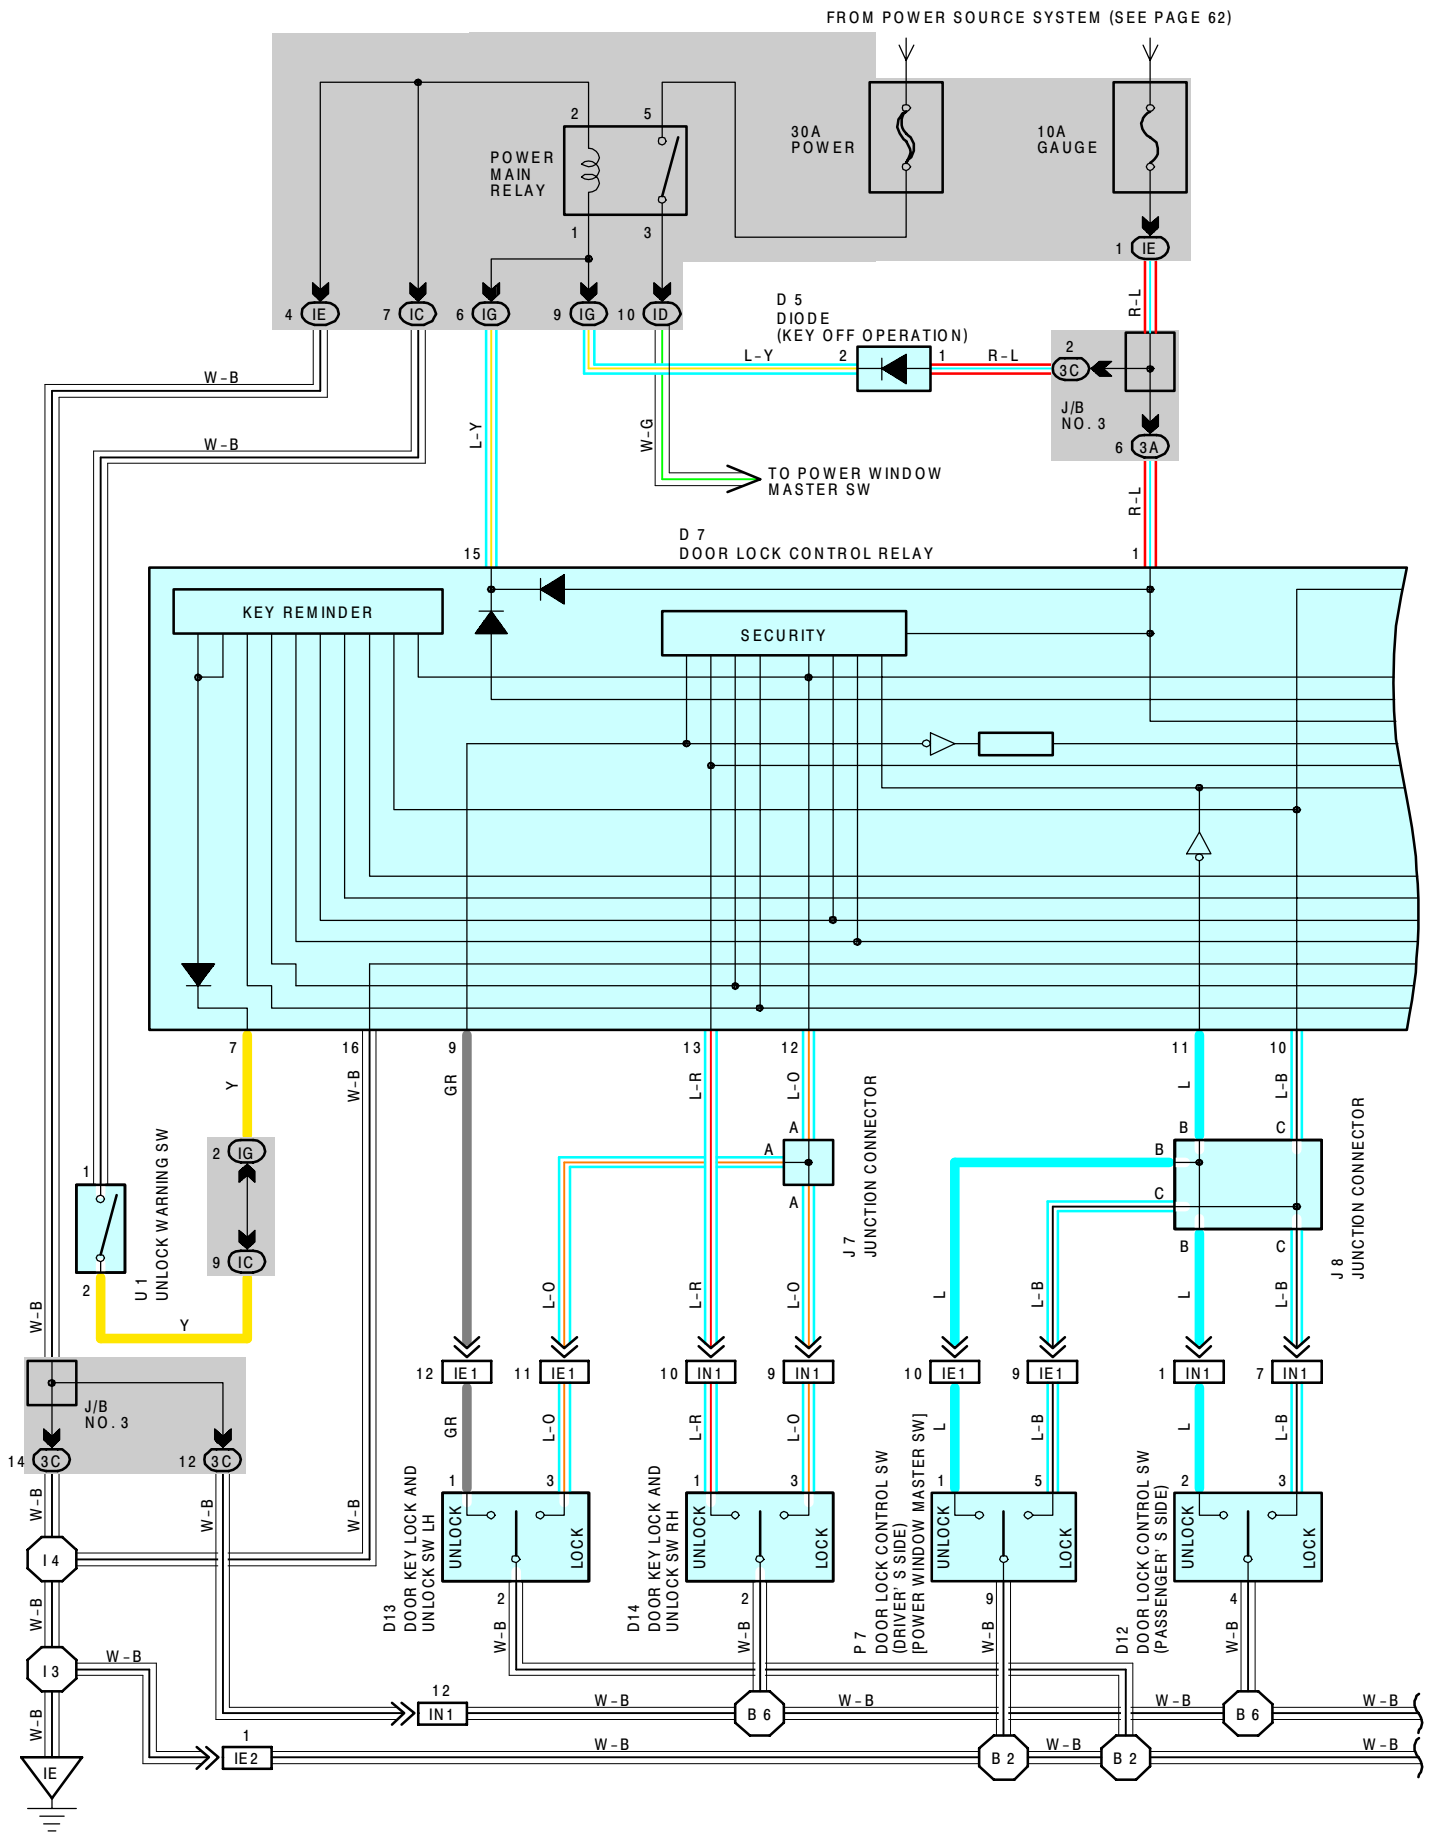 FROM POWER SOURCE SYSTEM (SEE PAGE 62)
2
5
30A
POWER
10A
GAUGE
POWER
MAIN
RELAY
1
3
1
IE
4
IE
7
IC
6
IG
9
IG
10
ID
D 5
DIODE
(KEY OFF OPERATION)
R-L
L-Y
2
1
R-L
2
3C
J/B
NO. 3
6
3A
W-B
W-B
L-Y
W-G
TO POWER WINDOW
MASTER SW
R-L
D 7
DOOR LOCK CONTROL RELAY
15
1
KEY REMINDER
SECURITY
7
16
9
13
12
11
10
Y
W-B
GR
L-R
L-O
L
L-B
A
A
A
J 7
JUNCTION CONNECTOR
B
C
B
C
B
C
J 8
JUNCTION CONNECTOR
1
2
U 1
UNLOCK WARNING SW
2
IG
9
IC
Y
W-B
L-O
L-R
L-O
L
L-B
L
L-B
12
IE1
11
IE1
10
IN1
9
IN1
10
IE1
9
IE1
1
IN1
7
IN1
J/B
NO. 3
14
3C
12
3C
GR
L-O
L-R
L-O
L
L-B
L
L-B
W-B
W-B
W-B
1
3
1
3
1
5
2
3
D13
DOOR KEY LOCK AND
UNLOCK SW LH
UNLOCK
LOCK
D14
DOOR KEY LOCK AND
UNLOCK SW RH
UNLOCK
LOCK
P 7
DOOR LOCK CONTROL SW
(DRIVER' S SIDE)
[POWER WINDOW MASTER SW]
UNLOCK
LOCK
D12
DOOR LOCK CONTROL SW
(PASSENGER' S SIDE)
UNLOCK
LOCK
I 4
2
2
9
4
W-B
W-B
W-B
W-B
W-B
I 3
W-B
W-B
12
IN1
W-B
B 6
W-B
W-B
B 6
W-B
1
IE2
W-B
B 2
W-B
B 2
W-B
IE